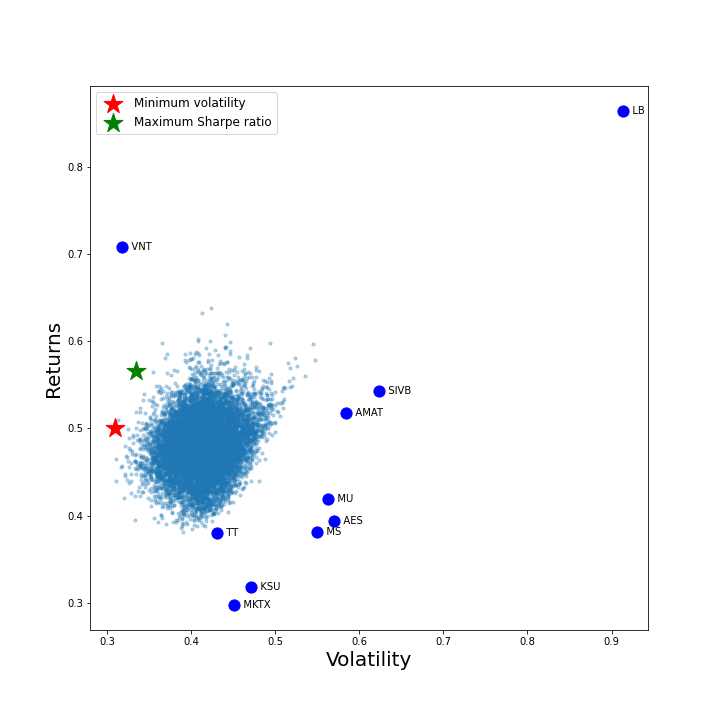 Minimum volatility
Maximum Sharpe ratio
LB
0.8
VNT
0.7
0.6
SIVB
AMAT
0.5
MU
AES
MS
0.4
TT
KSU
MKTX
0.3
Returns
0.3 0.4 0.5 0.6 0.7 0.8 0.9
Volatility